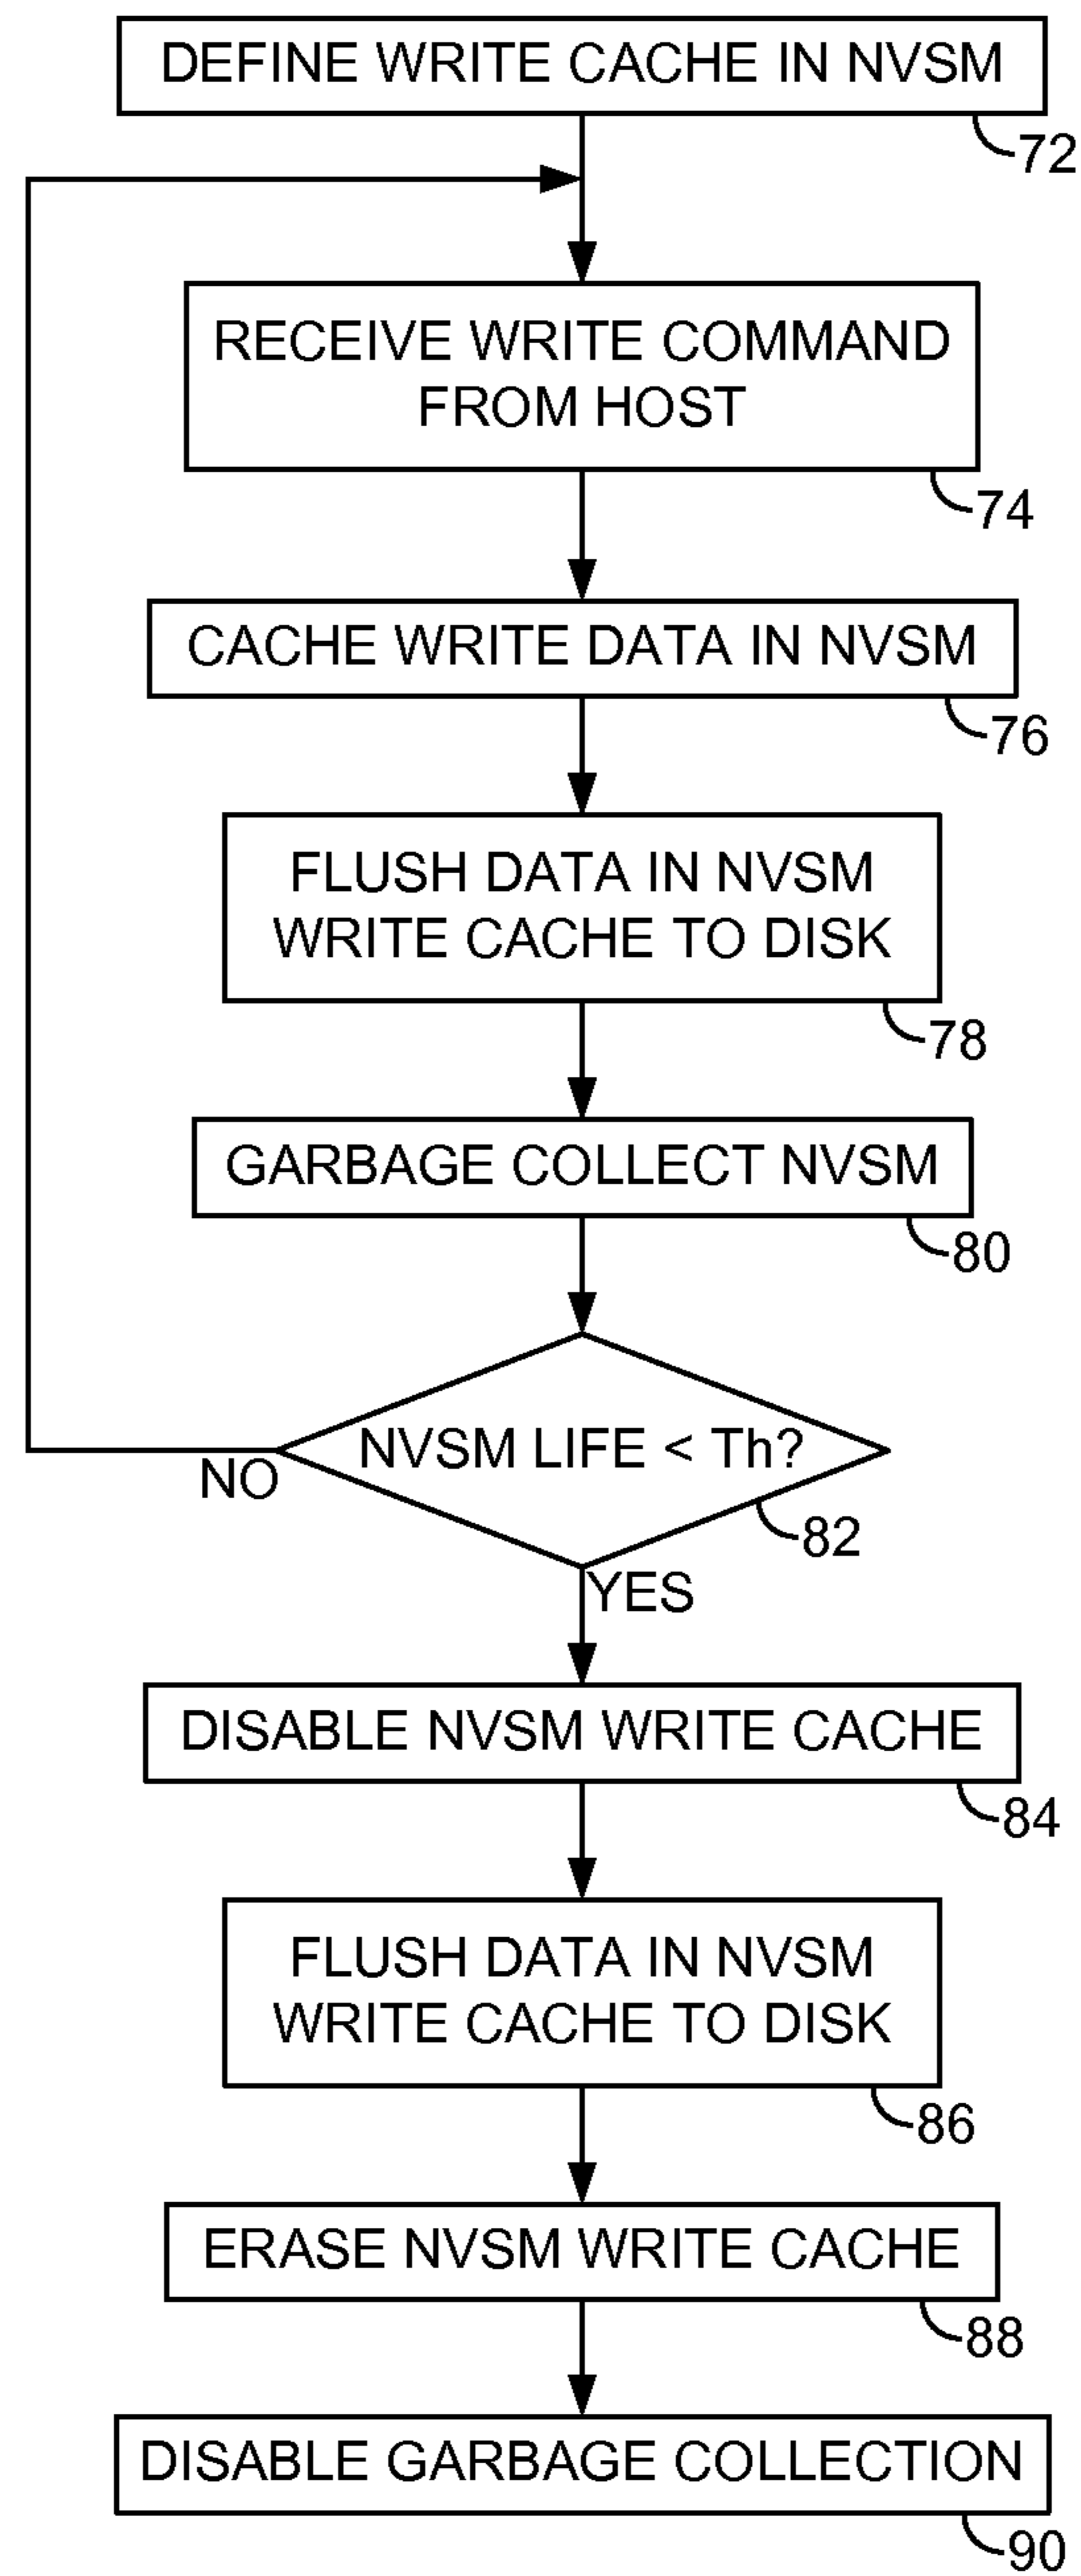 DEFINE WRITE CACHE IN NVSM
72
RECEIVE WRITE COMMAND
FROM HOST
74
CACHE WRITE DATA IN NVSM
76
FLUSH DATA IN NVSM
WRITE CACHE TO DISK
78
GARBAGE COLLECT NVSM
80
NVSM LIFE < Th?
NO
82
YES
DISABLE NVSM WRITE CACHE
84
FLUSH DATA IN NVSM
WRITE CACHE TO DISK
86
ERASE NVSM WRITE CACHE
88
DISABLE GARBAGE COLLECTION
90